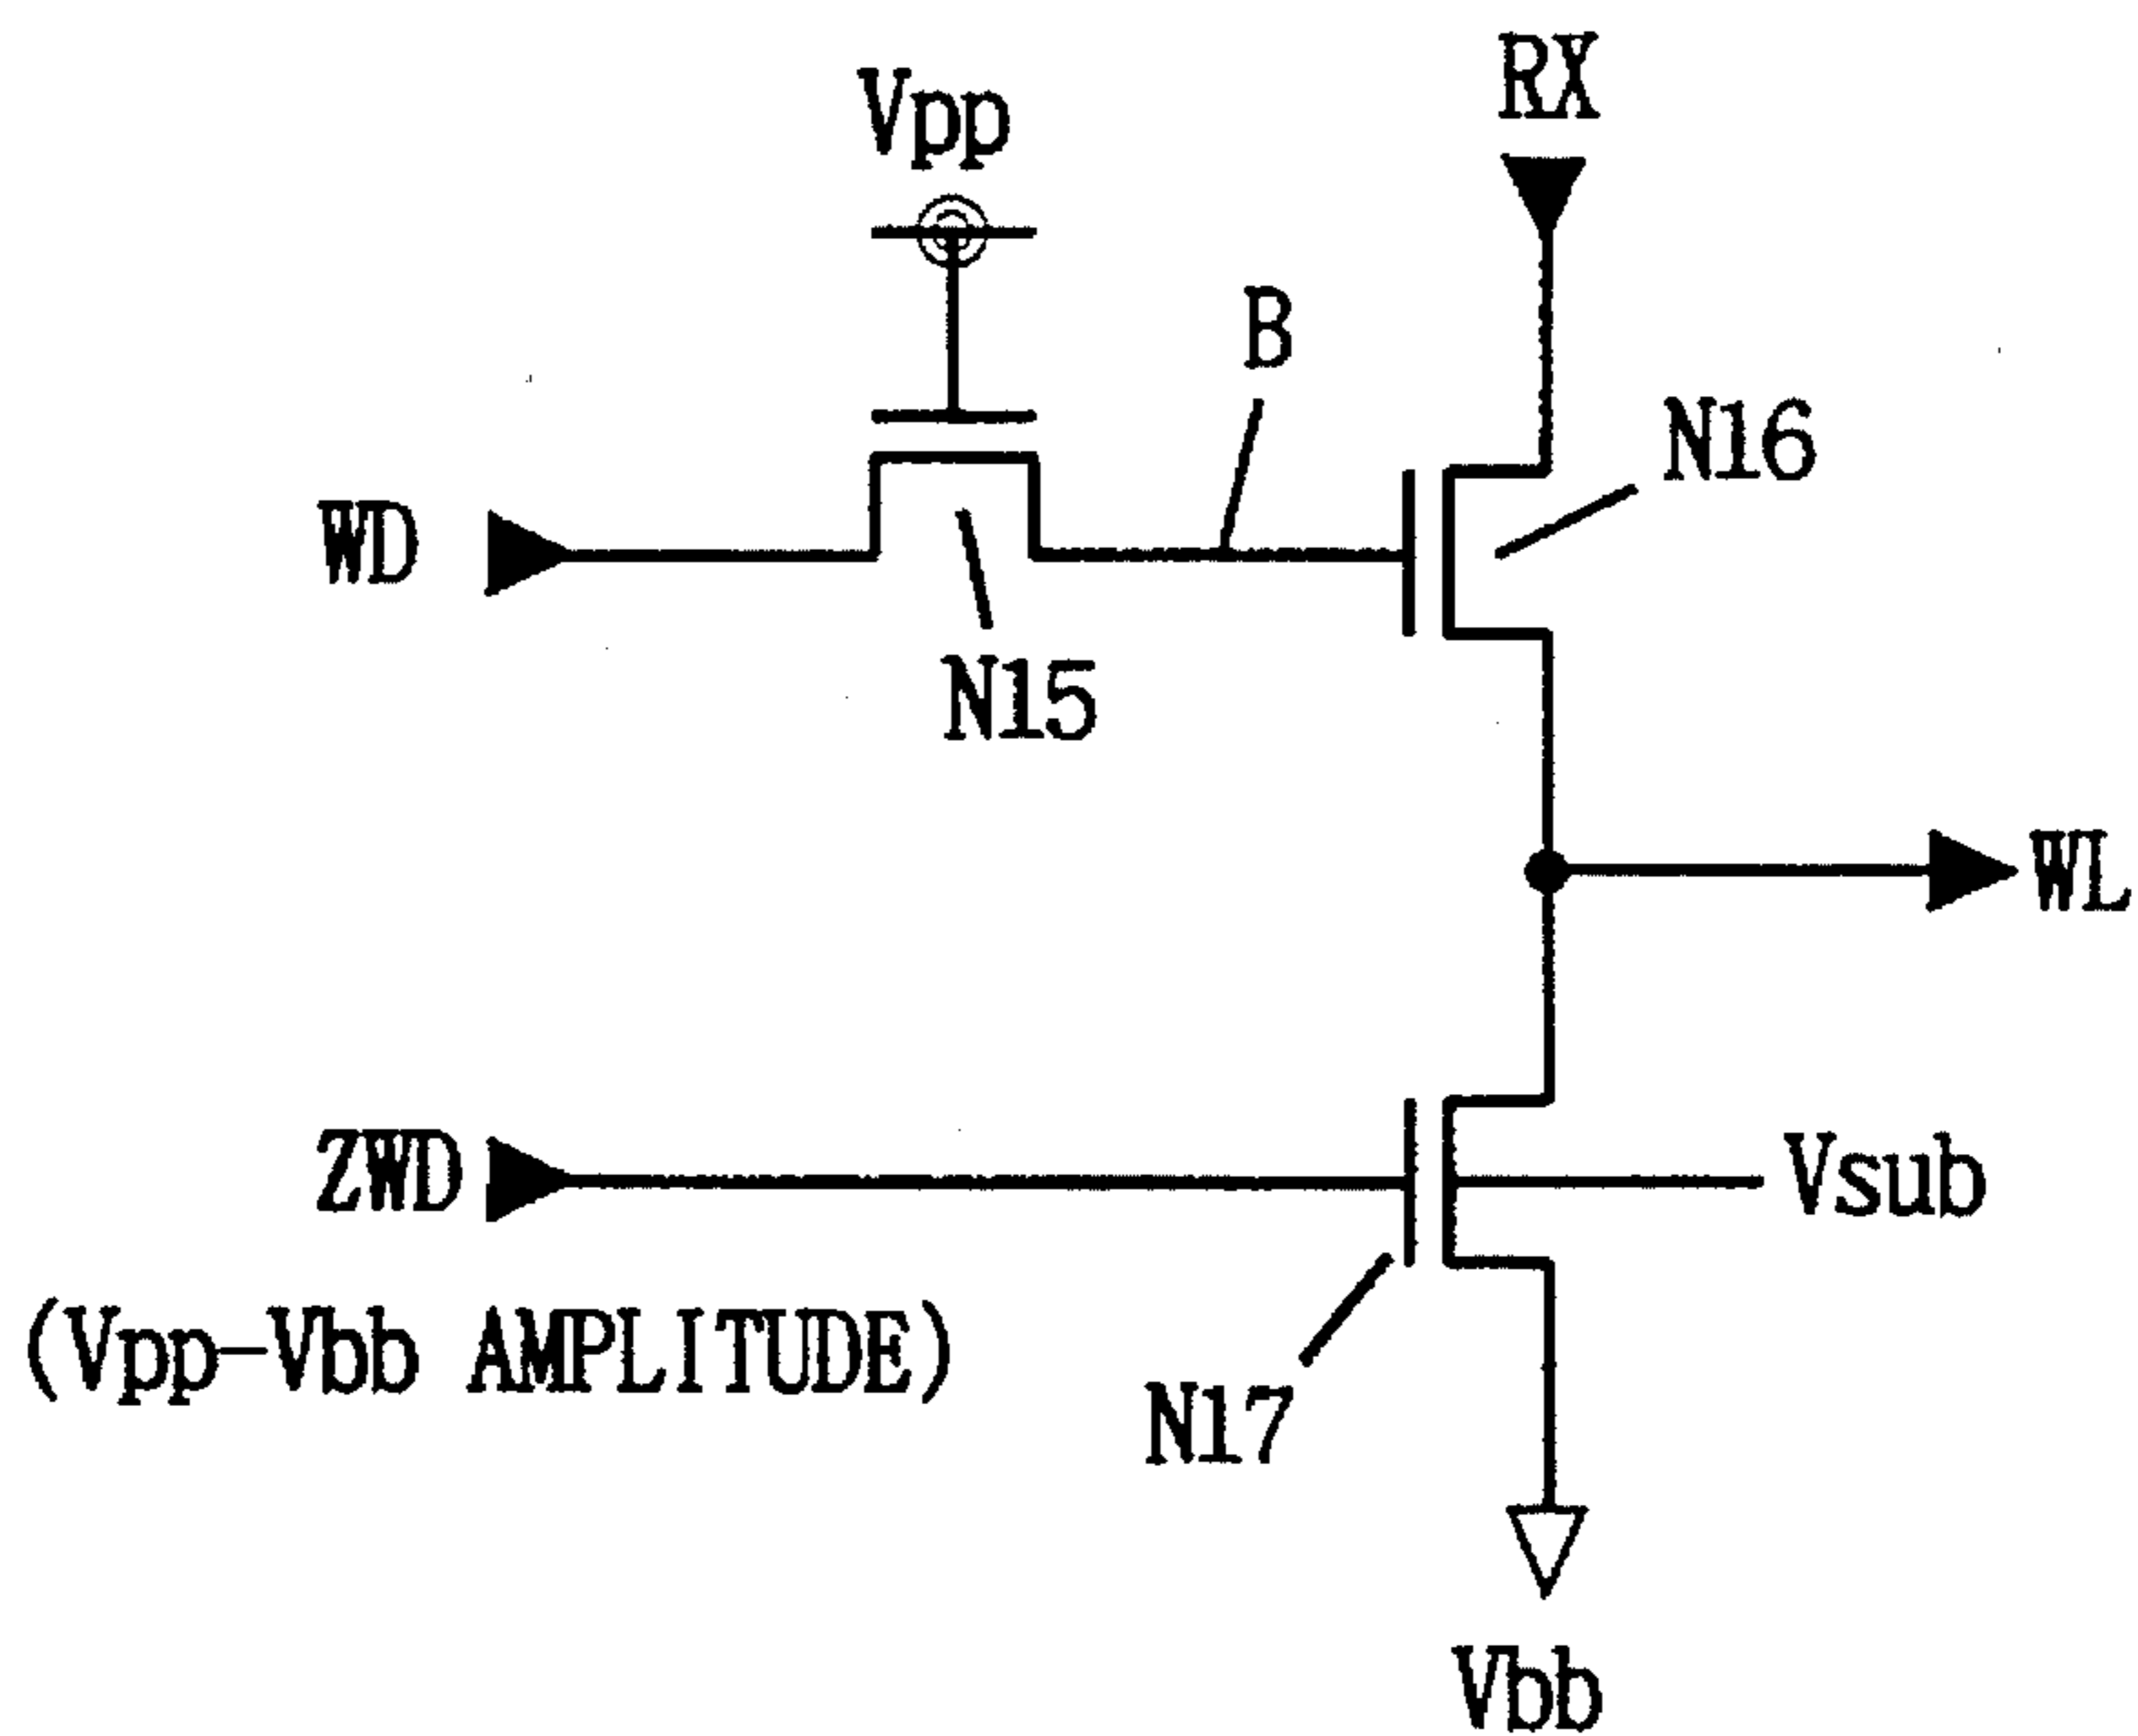 RX
Vpp
B
N16
WD
N15
WL
ZWD
Vsub
(Vpp-Vbb AMPLITUDE)
N17
Vbb